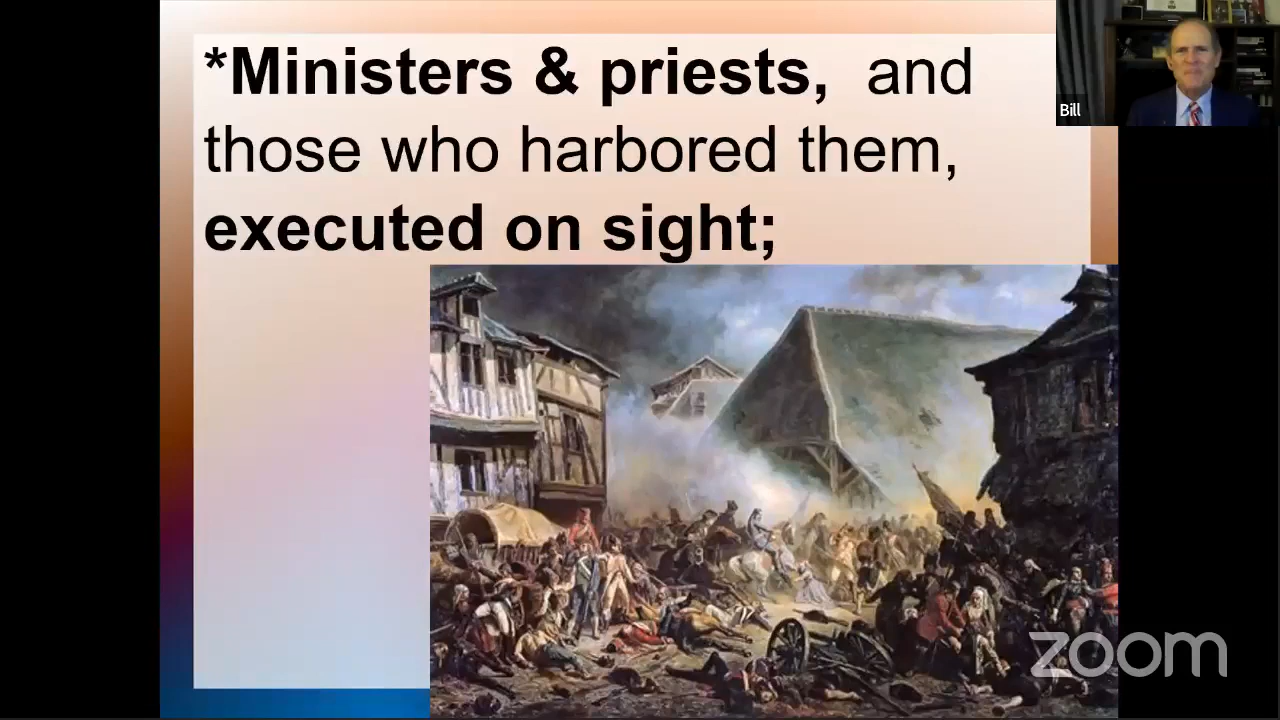 *Ministers & priests, and
those who harbored them,
executed on sight;
Bill
zoom